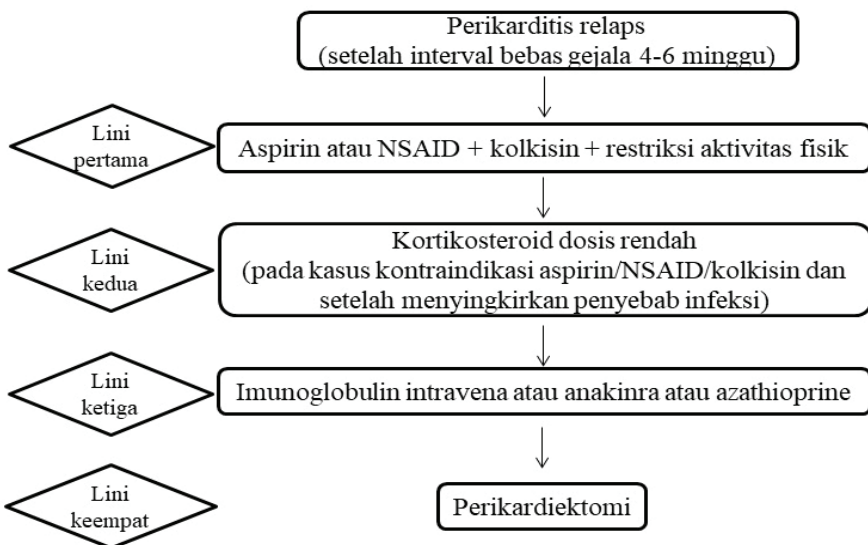 Perikarditis relaps
(setelah interval bebas gejala 4-6 minggu)
Lini
pertama
Aspirin atau NSAID + kolkisin + restriksi aktivitas fisik
Lini
kedua
Kortikosteroid dosis rendah
(pada kasus kontraindikasi aspirin/NSAID/kolkisin dan
setelah menyingkirkan penyebab infeksi)
Lini
ketiga
Imunoglobulin intravena atau anakinra atau azathioprine
Lini
keempat
Perikardiektomi